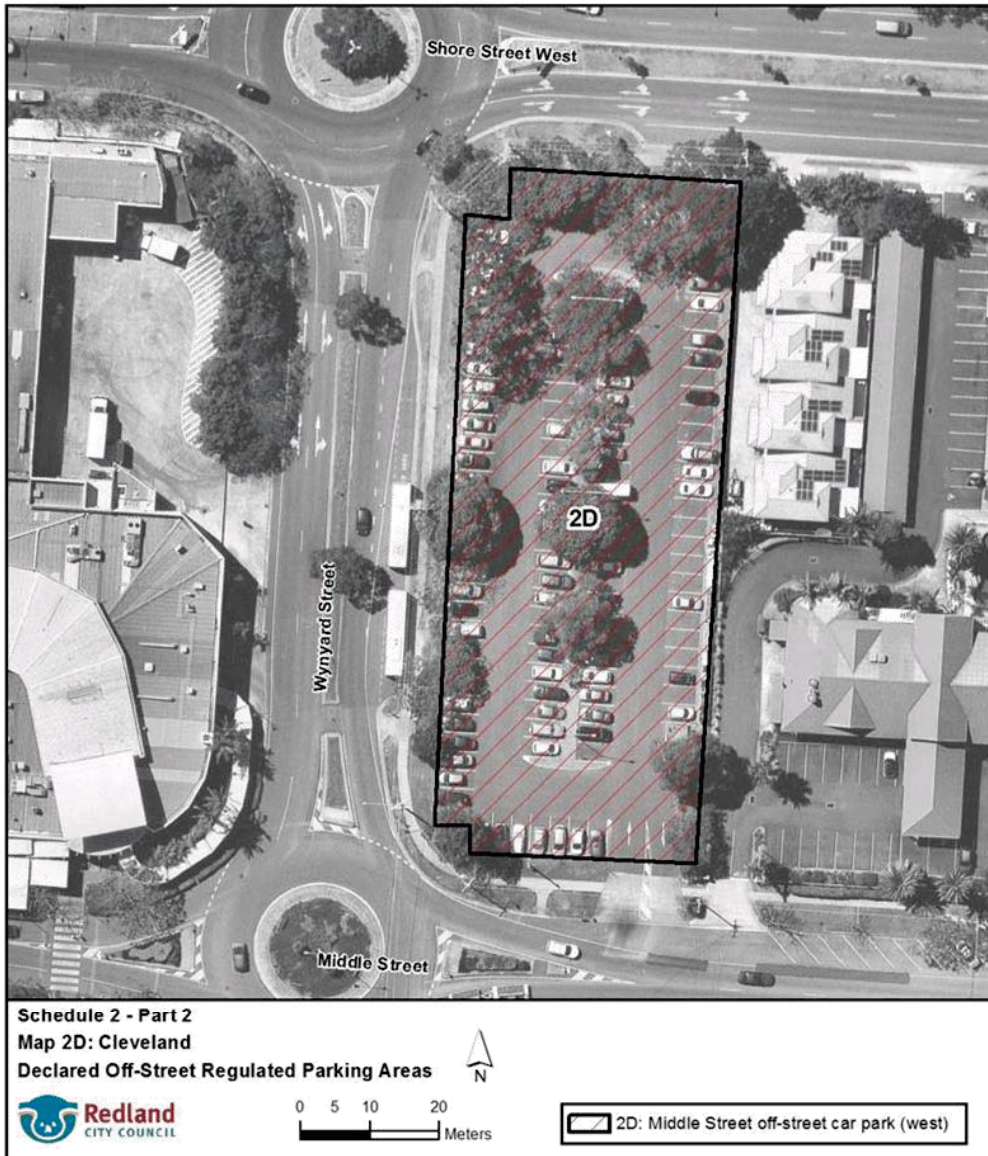 Shore Street West
2D
Wynyard Street
Middle Street
Schedule 2 - Part 2
Map 2D: Cleveland
Declared Off-Street Regulated Parking Areas
N
Redland
CITY COUNCIL
0 5 10 20
Meters
2D: Middle Street off-street car park (west)